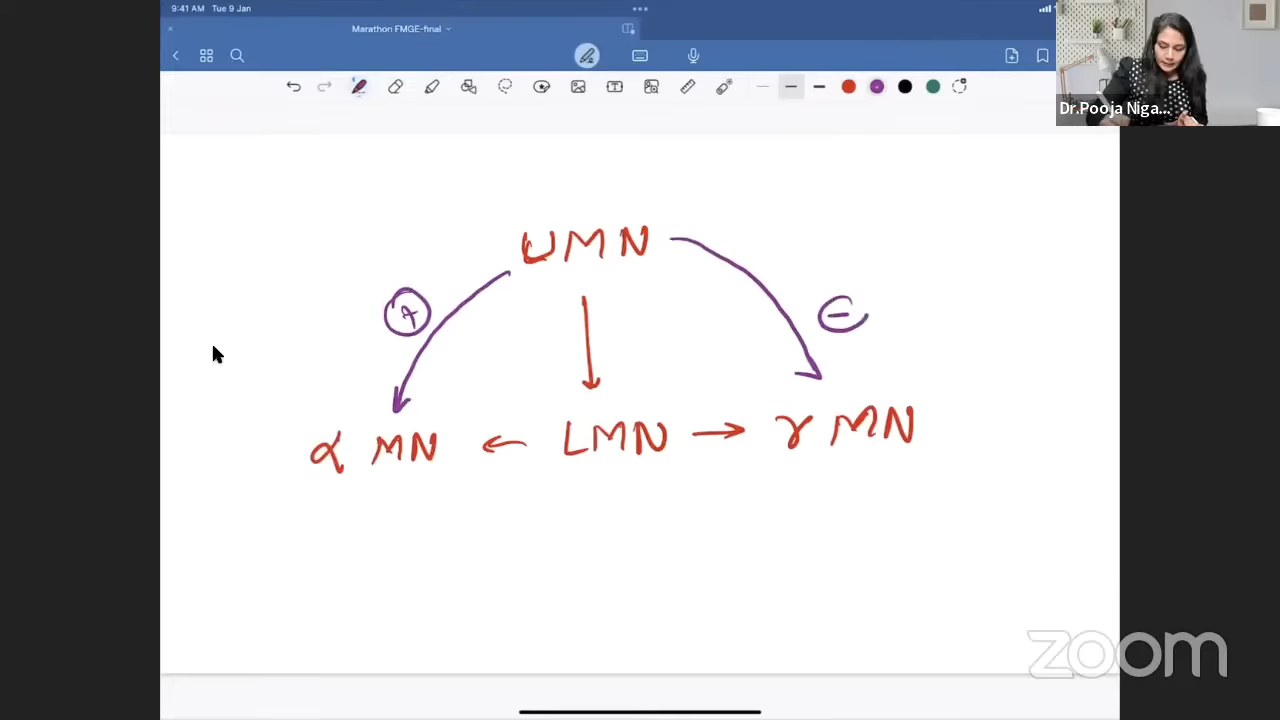 9:41 AM Tue 9 Jan
Marathon FMGE-final
Dr.Pooja Niga...
UMN
+
−
α MN ← LMN → γ MN
zoom